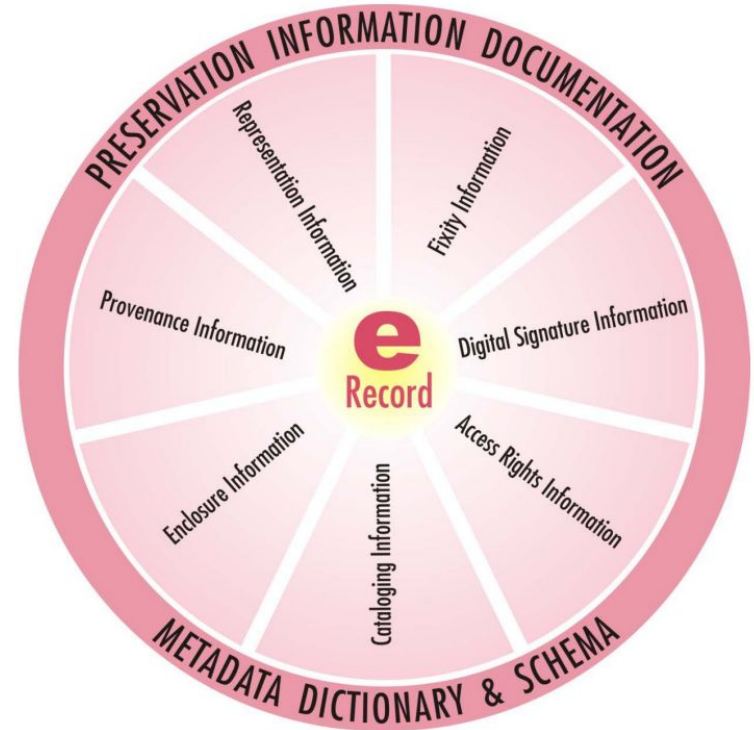 PRESERVATION INFORMATION DOCUMENTATION
Representation Information
Fixity Information
Provenance Information
Digital Signature Information
e
Record
Enclosure Information
Access Rights Information
Cataloging Information
METADATA DICTIONARY & SCHEMA